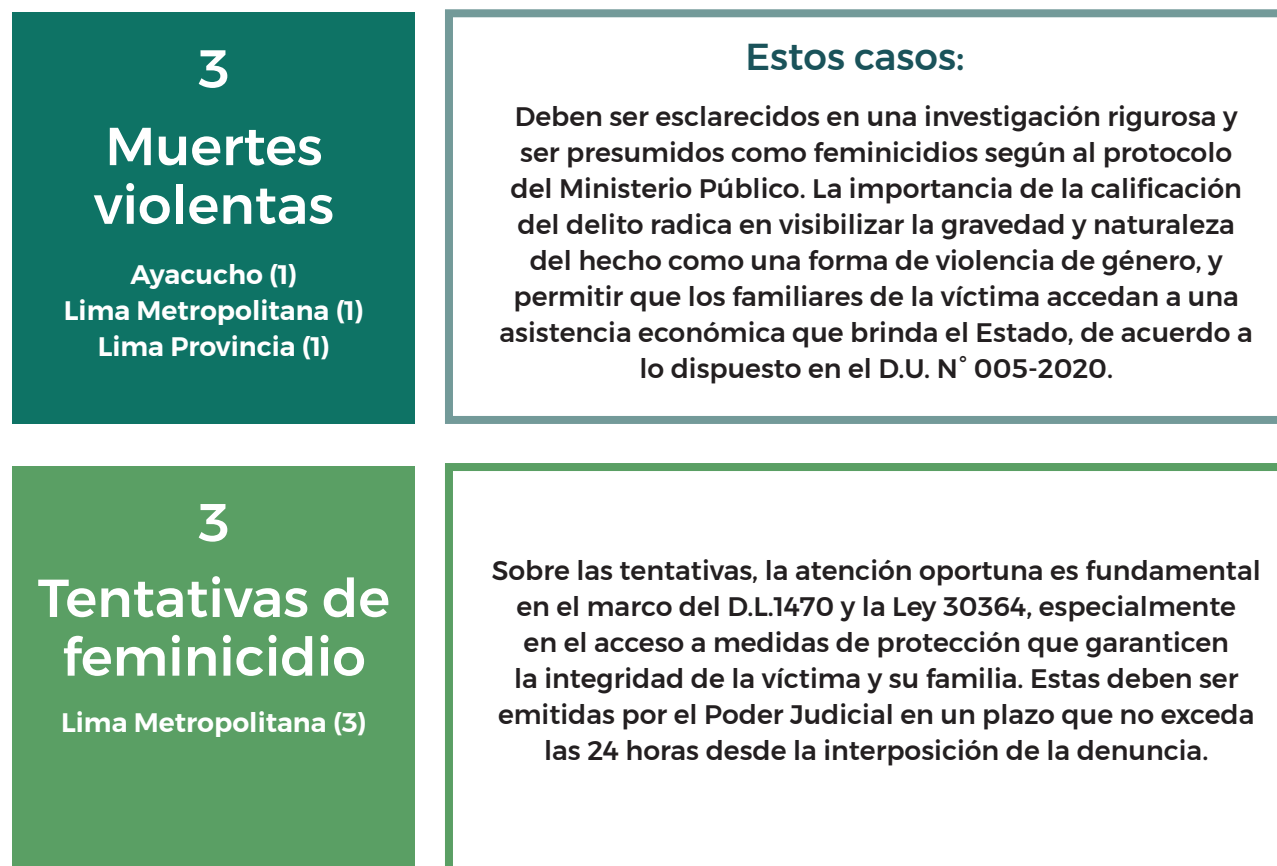 3
Muertes
violentas
Ayacucho (1)
Lima Metropolitana (1)
Lima Provincia (1)
Estos casos:
Deben ser esclarecidos en una investigación rigurosa y
ser presumidos como feminicidios según al protocolo
del Ministerio Público. La importancia de la calificación
del delito radica en visibilizar la gravedad y naturaleza
del hecho como una forma de violencia de género, y
permitir que los familiares de la víctima accedan a una
asistencia económica que brinda el Estado, de acuerdo a
lo dispuesto en el D.U. N° 005-2020.
3
Tentativas de
feminicidio
Lima Metropolitana (3)
Sobre las tentativas, la atención oportuna es fundamental
en el marco del D.L.1470 y la Ley 30364, especialmente
en el acceso a medidas de protección que garanticen
la integridad de la víctima y su familia. Estas deben ser
emitidas por el Poder Judicial en un plazo que no exceda
las 24 horas desde la interposición de la denuncia.